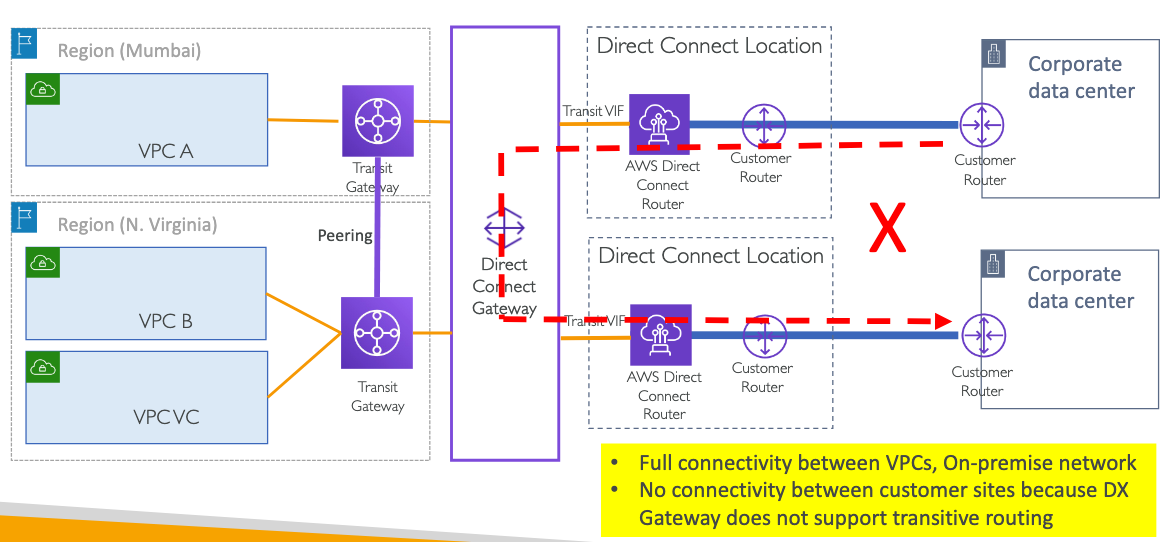 Region (Mumbai)
VPC A
Transit
Gateway
Region (N. Virginia)
Peering
VPC B
VPC VC
Transit
Gateway
Direct
Connect
Gateway
Direct Connect Location
Transit VIF
AWS Direct
Connect
Router
Customer
Router
Corporate
data center
Customer
Router
X
Direct Connect Location
Transit VIF
AWS Direct
Connect
Router
Customer
Router
Corporate
data center
Customer
Router
• Full connectivity between VPCs, On-premise network
• No connectivity between customer sites because DX
Gateway does not support transitive routing